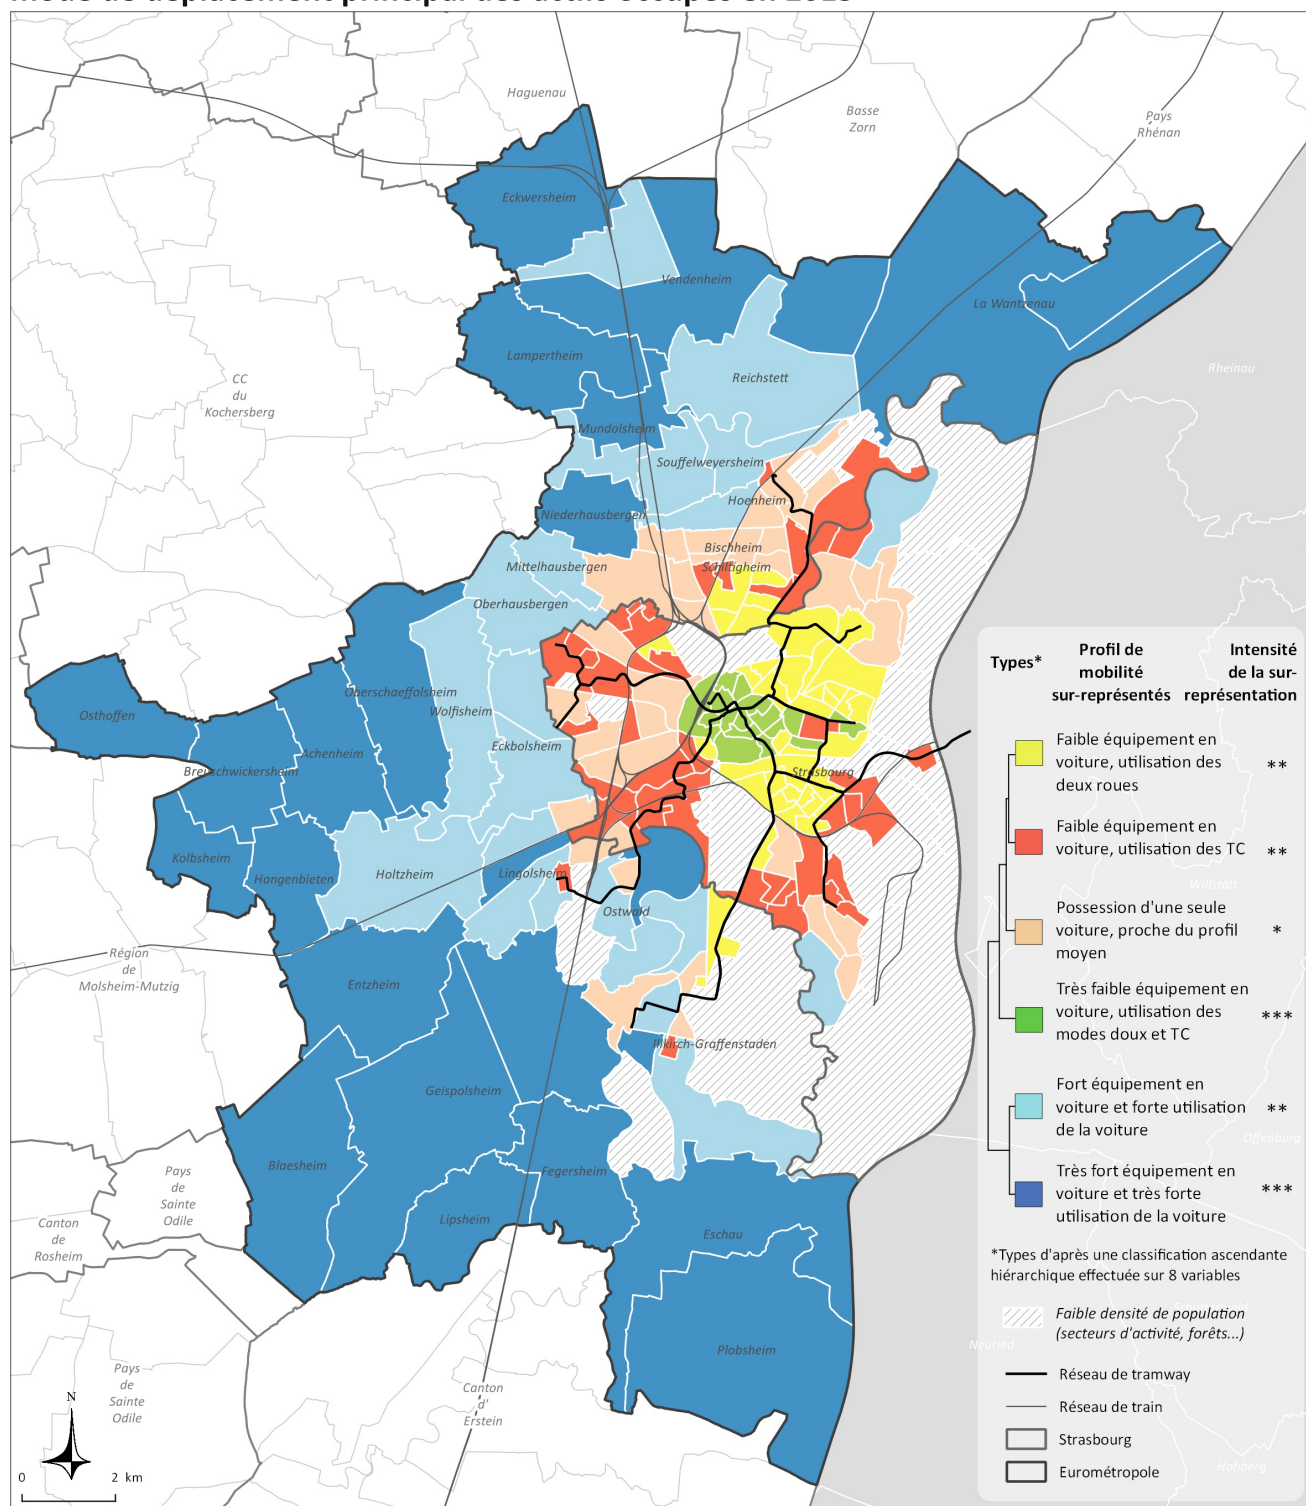 Haguenau
Basse
Zorn
Pays
Rhénan
Eckwersheim
Vendenheim
La Wantzenau
Lampertheim
Rheinau
Reichstett
CC
du
Kochersberg
Mundolsheim
Souffelweyersheim
Hoenheim
Niederhausbergen
Bischheim
Mittelhausbergen
Schiltigheim
Oberhausbergen
Oberschaeffolsheim
Wolfisheim
Osthoffen
Eckbolsheim
Achenheim
Breuschwickersheim
Strasbourg
Kolbsheim
Holtzheim
Lingolsheim
Hangenbieten
Willstätt
Ostwald
Région
de
Molsheim-Mutzig
Entzheim
Illkirch-Graffenstaden
Geispolsheim
Offenburg
Blaesheim
Fegersheim
Pays
de
Sainte
Odile
Lipsheim
Canton
de
Rosheim
Eschau
Neuried
Plobsheim
Pays
de
Sainte
Odile
Canton
d'
Erstein
Hohberg
N
0 2 km
Types*
Profil de
mobilité
sur-représentés
Intensité
de la sur-
représentation
Faible équipement en
voiture, utilisation des
deux roues
**
Faible équipement en
voiture, utilisation des TC
**
Possession d'une seule
voiture, proche du profil
moyen
*
Très faible équipement en
voiture, utilisation des
modes doux et TC
***
Fort équipement en
voiture et forte utilisation
de la voiture
**
Très fort équipement en
voiture et très forte
utilisation de la voiture
***
*Types d'après une classification ascendante
hiérarchique effectuée sur 8 variables
Faible densité de population
(secteurs d'activité, forêts...)
Réseau de tramway
Réseau de train
Strasbourg
Eurométropole